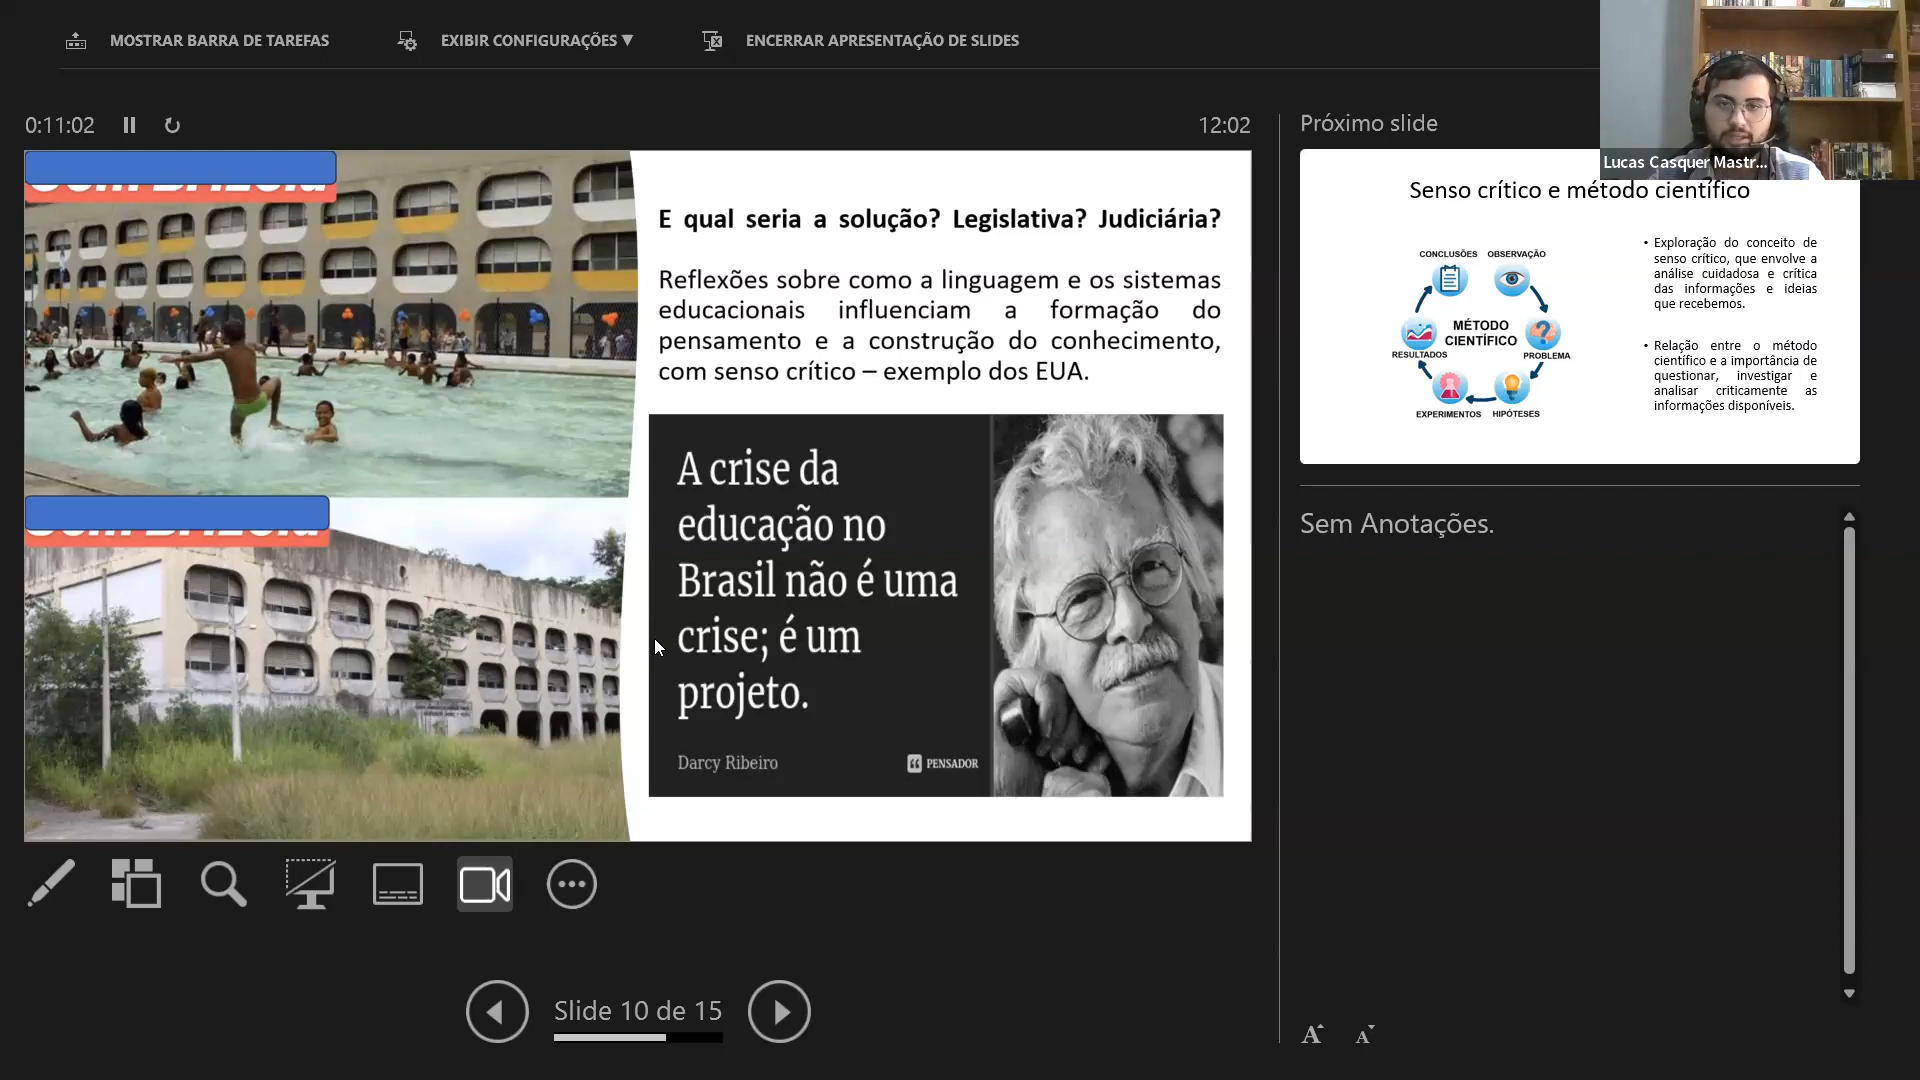 MOSTRAR BARRA DE TAREFAS
EXIBIR CONFIGURAÇÕES ▼
ENCERRAR APRESENTAÇÃO DE SLIDES
0:11:02
12:02
E qual seria a solução? Legislativa? Judiciária?
Reflexões sobre como a linguagem e os sistemas
educacionais influenciam a formação do
pensamento e a construção do conhecimento,
com senso crítico – exemplo dos EUA.
A crise da
educação no
Brasil não é uma
crise; é um
projeto.
Darcy Ribeiro
PENSADOR
Slide 10 de 15
Próximo slide
Lucas Casquer Mastr...
Senso crítico e método científico
CONCLUSÕES
OBSERVAÇÃO
MÉTODO
CIENTÍFICO
RESULTADOS
PROBLEMA
EXPERIMENTOS
HIPÓTESES
• Exploração do conceito de
senso crítico, que envolve a
análise cuidadosa e crítica
das informações e ideias
que recebemos.
• Relação entre o método
científico e a importância de
questionar, investigar e
analisar criticamente as
informações disponíveis.
Sem Anotações.
A A